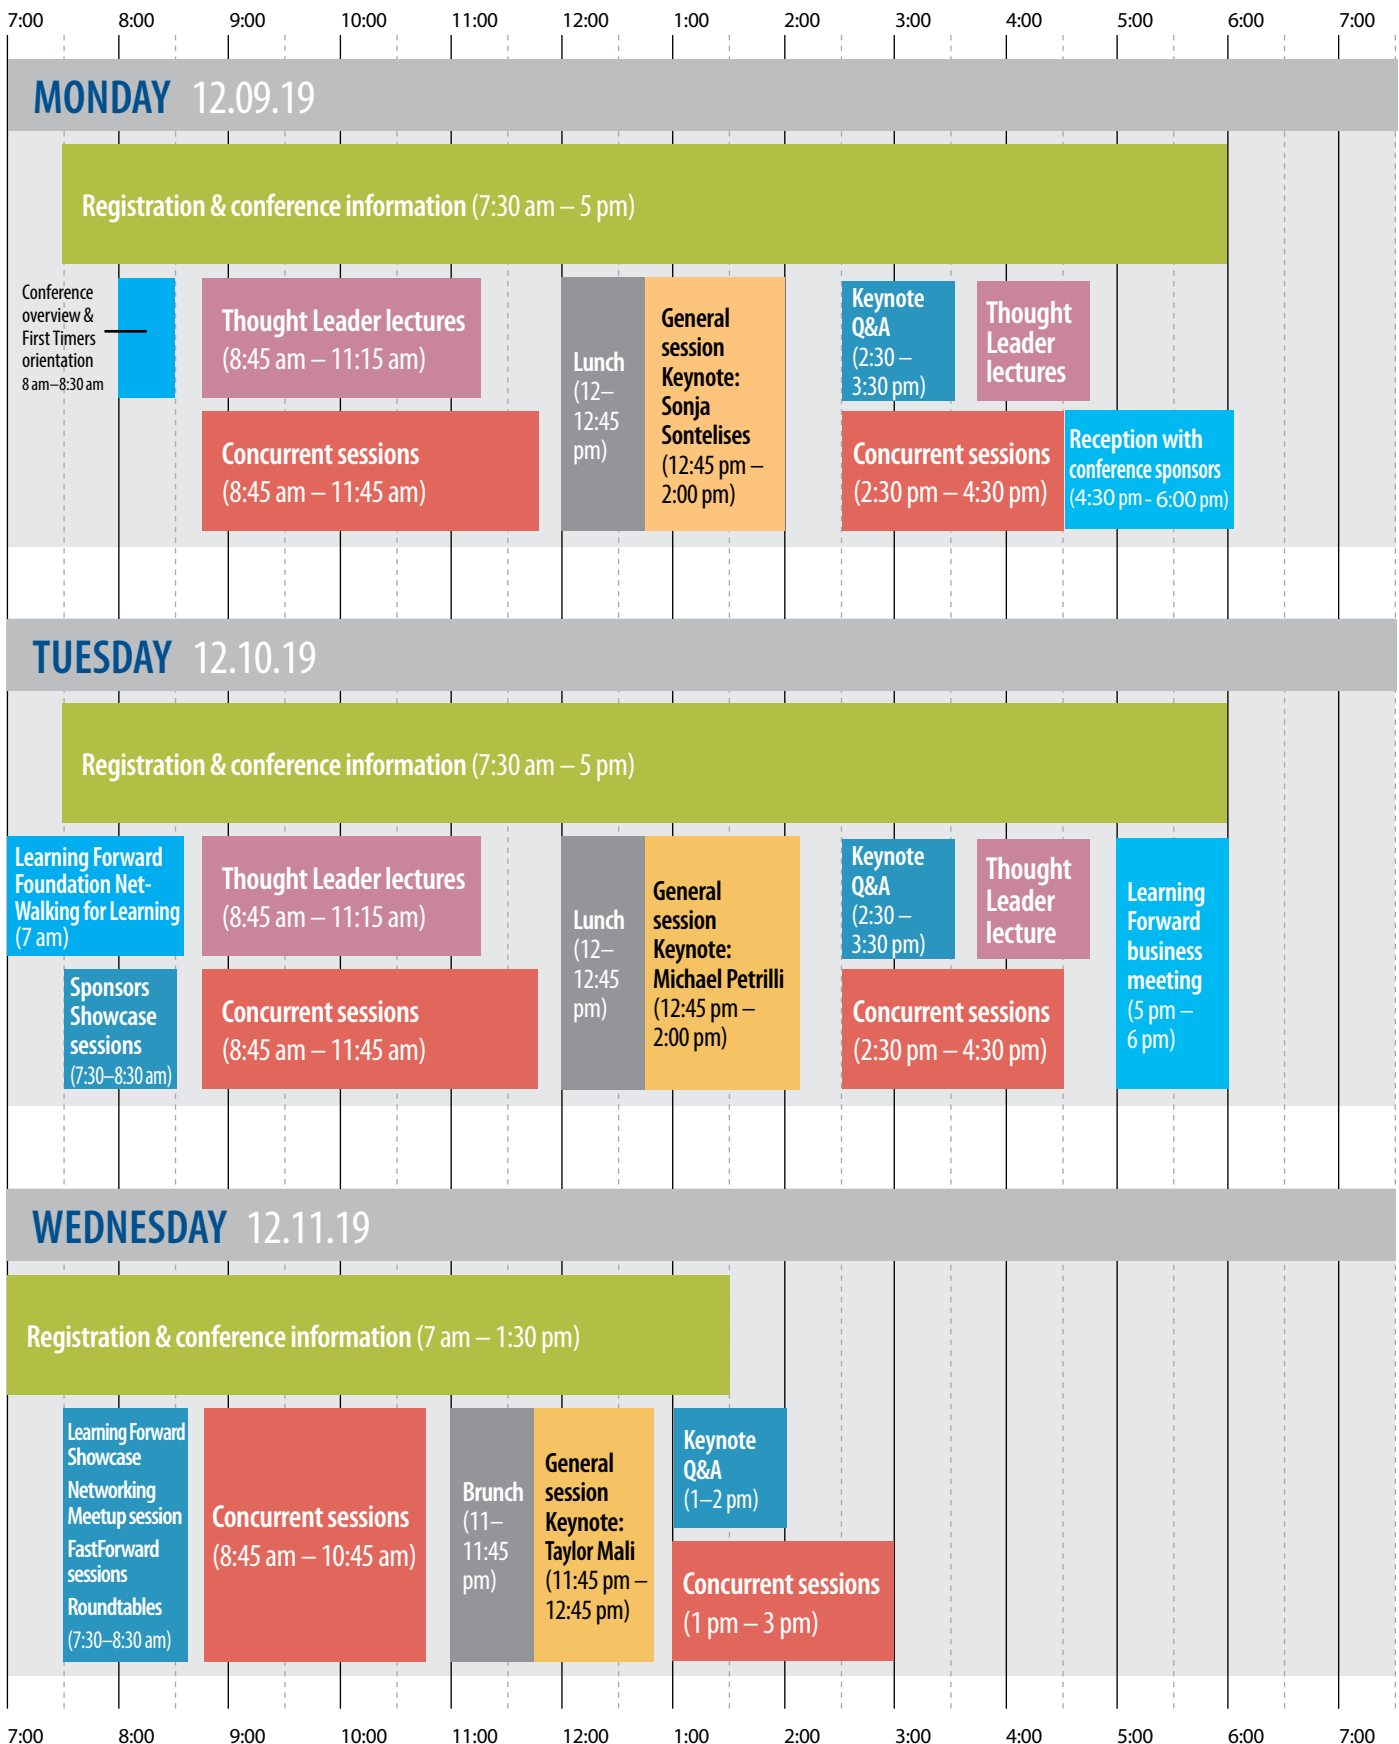 7:00 8:00 9:00 10:00 11:00 12:00 1:00 2:00 3:00 4:00 5:00 6:00 7:00
MONDAY 12.09.19
Registration & conference information (7:30 am – 5 pm)
Conference
overview &
First Timers
orientation
8 am–8:30 am
Thought Leader lectures
(8:45 am – 11:15 am)
Concurrent sessions
(8:45 am – 11:45 am)
Lunch
(12–
12:45
pm)
General
session
Keynote:
Sonja
Sontelises
(12:45 pm –
2:00 pm)
Keynote
Q&A
(2:30 –
3:30 pm)
Thought
Leader
lectures
Concurrent sessions
(2:30 pm – 4:30 pm)
Reception with
conference sponsors
(4:30 pm - 6:00 pm)
TUESDAY 12.10.19
Registration & conference information (7:30 am – 5 pm)
Learning Forward
Foundation Net-
Walking for Learning
(7 am)
Sponsors
Showcase
sessions
(7:30–8:30 am)
Thought Leader lectures
(8:45 am – 11:15 am)
Concurrent sessions
(8:45 am – 11:45 am)
Lunch
(12–
12:45
pm)
General
session
Keynote:
Michael Petrilli
(12:45 pm –
2:00 pm)
Keynote
Q&A
(2:30 –
3:30 pm)
Thought
Leader
lecture
Concurrent sessions
(2:30 pm – 4:30 pm)
Learning
Forward
business
meeting
(5 pm –
6 pm)
WEDNESDAY 12.11.19
Registration & conference information (7 am – 1:30 pm)
Learning Forward
Showcase
Networking
Meetup session
FastForward
sessions
Roundtables
(7:30–8:30 am)
Concurrent sessions
(8:45 am – 10:45 am)
Brunch
(11–
11:45
pm)
General
session
Keynote:
Taylor Mali
(11:45 pm –
12:45 pm)
Keynote
Q&A
(1–2 pm)
Concurrent sessions
(1 pm – 3 pm)
7:00 8:00 9:00 10:00 11:00 12:00 1:00 2:00 3:00 4:00 5:00 6:00 7:00